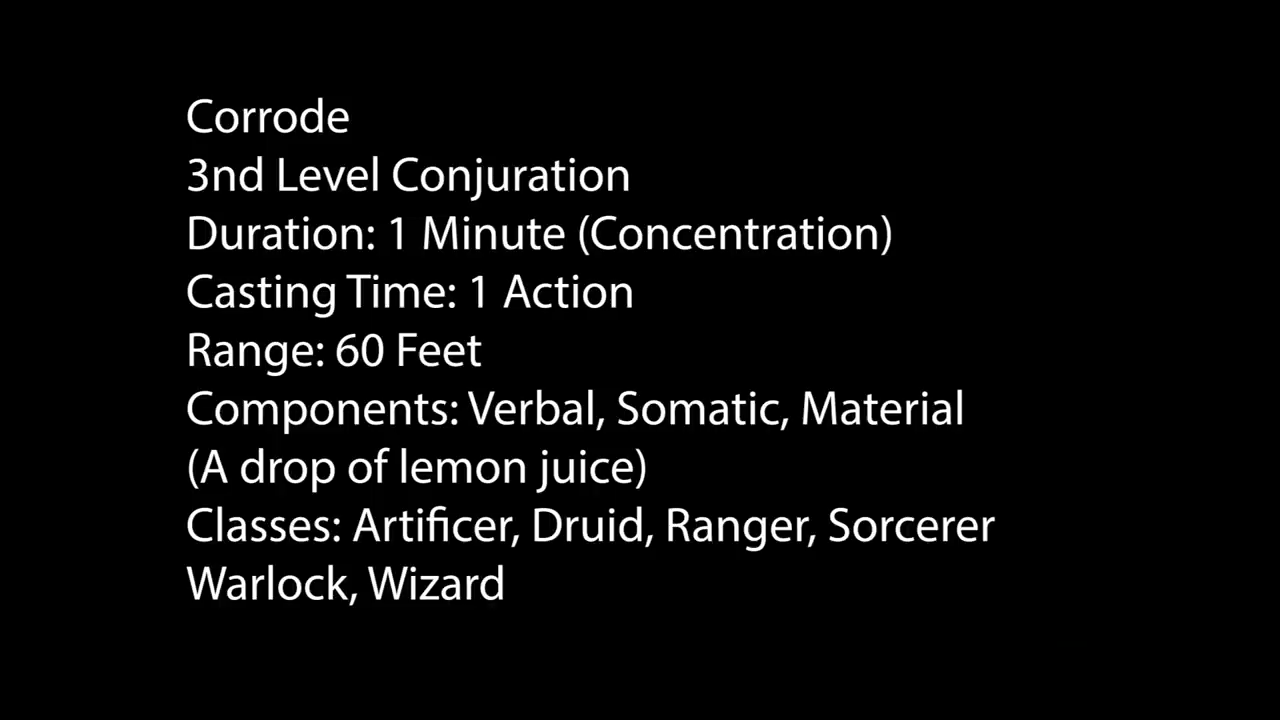 Corrode
3nd Level Conjuration
Duration: 1 Minute (Concentration)
Casting Time: 1 Action
Range: 60 Feet
Components: Verbal, Somatic, Material
(A drop of lemon juice)
Classes: Artificer, Druid, Ranger, Sorcerer
Warlock, Wizard